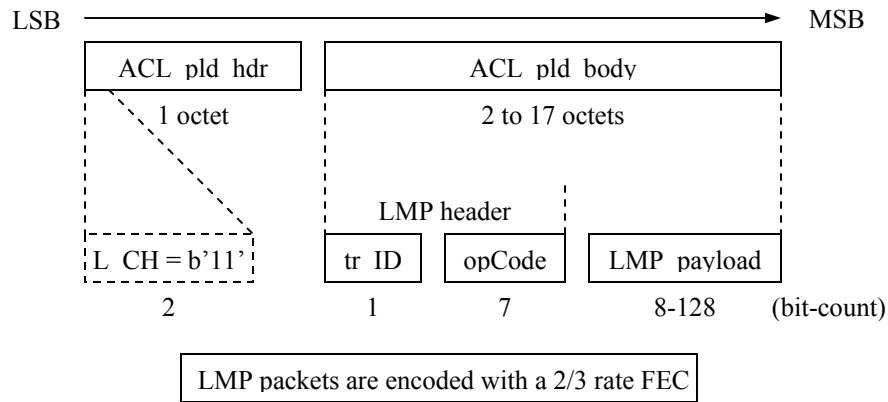 LSB MSB
ACL pld hdr ACL pld body
1 octet 2 to 17 octets
LMP header
L CH = b’11’ tr ID opCode LMP payload
2 1 7 8-128 (bit-count)
LMP packets are encoded with a 2/3 rate FEC